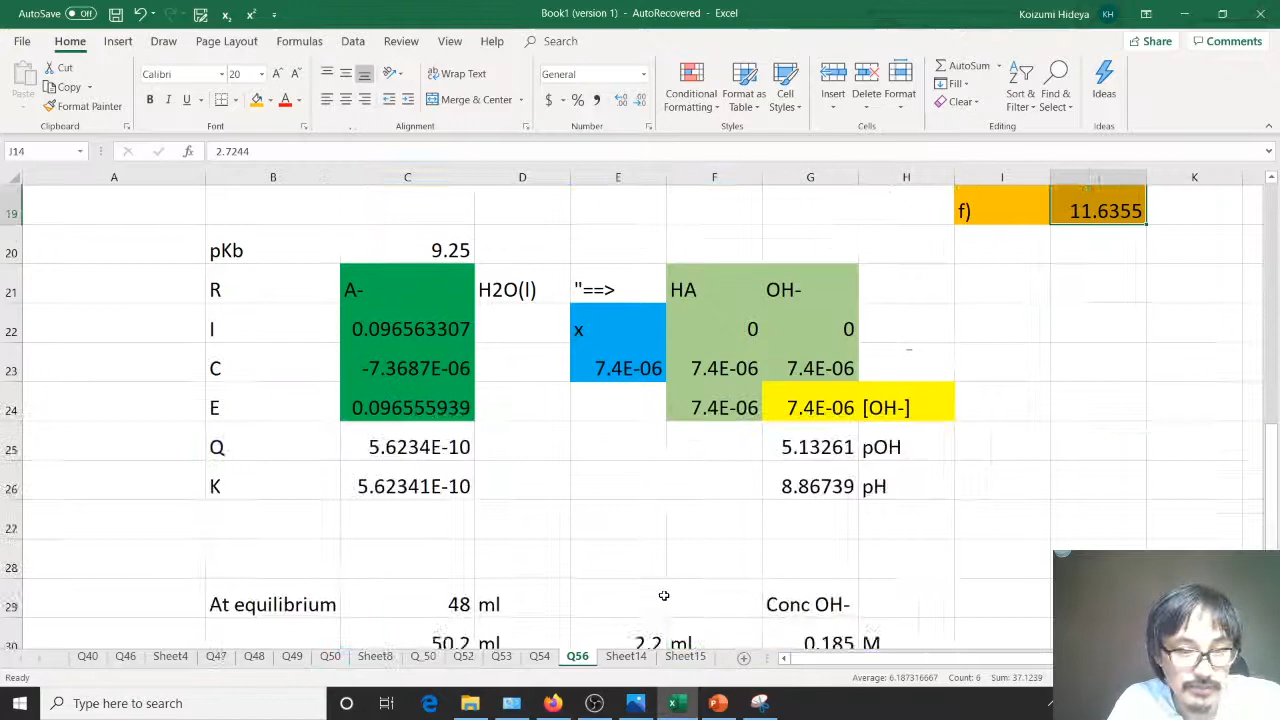 AutoSave Off Book1 (version 1) - AutoRecovered - Excel Koizumi Hideya KH
File Home Insert Draw Page Layout Formulas Data Review View Help Search Share Comments
Paste Cut Copy Format Painter Clipboard
Calibri 20 B I U Font
Wrap Text Merge & Center Alignment
General $ % Number
Conditional Formatting Format as Table Cell Styles Styles
Insert Delete Format Cells
AutoSum Fill Clear Sort & Filter Find & Select Editing
Ideas Ideas
J14 fx 2.7244
A B C D E F G H I K
19 f) 11.6355
20 pKb 9.25
21 R A- H2O(l) "==> HA OH-
22 I 0.096563307 x 0 0
23 C -7.3687E-06 7.4E-06 7.4E-06 7.4E-06
24 E 0.096555939 7.4E-06 7.4E-06 [OH-]
25 Q 5.6234E-10 5.13261 pOH
26 K 5.62341E-10 8.86739 pH
27
28
29 At equilibrium 48 ml Conc OH-
30 50.2 ml 2.2 mL 0.185 M
Q40 Q46 Sheet4 Q47 Q48 Q49 Q50 Sheet8 Q_50 Q52 Q53 Q54 Q56 Sheet14 Sheet15
Ready Average: 6.187316667 Count: 6 Sum: 37.1239
Type here to search